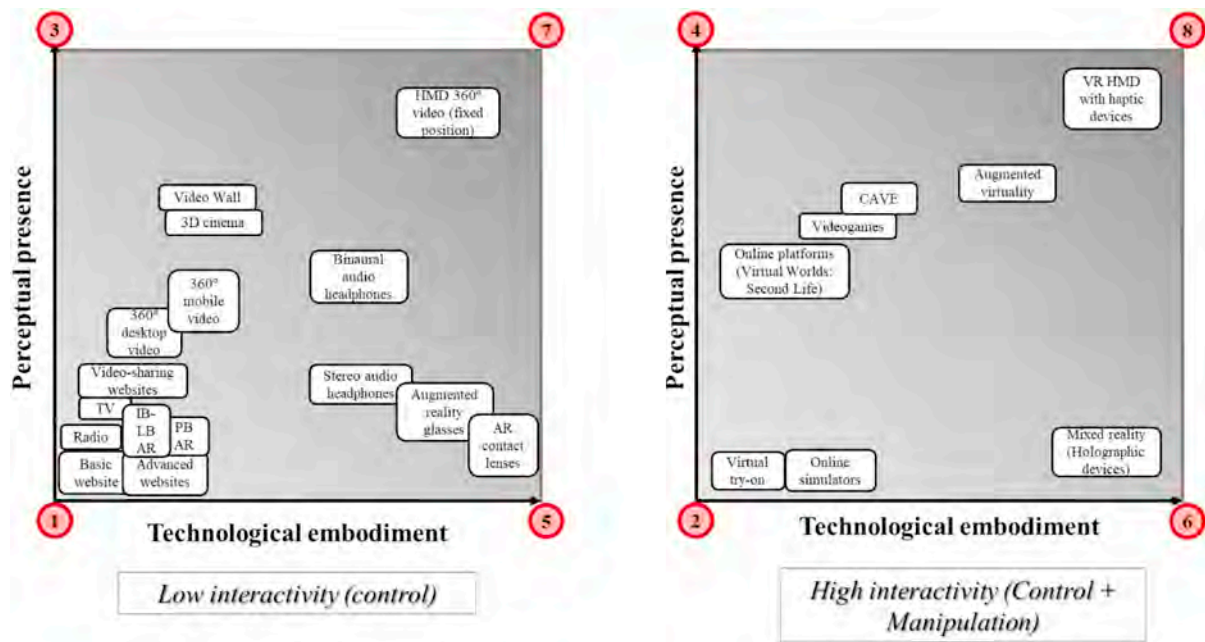 3
7
Perceptual presence
HMD 360°
video (fixed
position)
Video Wall
3D cinema
Binaural
audio
headphones
360°
mobile
video
360°
desktop
video
Video-sharing
websites
TV
Radio
IB-
LB
AR
PB
AR
Basic
website
Advanced
websites
Stereo audio
headphones
Augmented
reality
glasses
AR
contact
lenses
1
5
Technological embodiment
Low interactivity (control)
4
8
Perceptual presence
VR HMD
with haptic
devices
Augmented
virtuality
CAVE
Videogames
Online platforms
(Virtual Worlds:
Second Life)
Mixed reality
(Holographic
devices)
Virtual
try-on
Online
simulators
2
6
Technological embodiment
High interactivity (Control +
Manipulation)